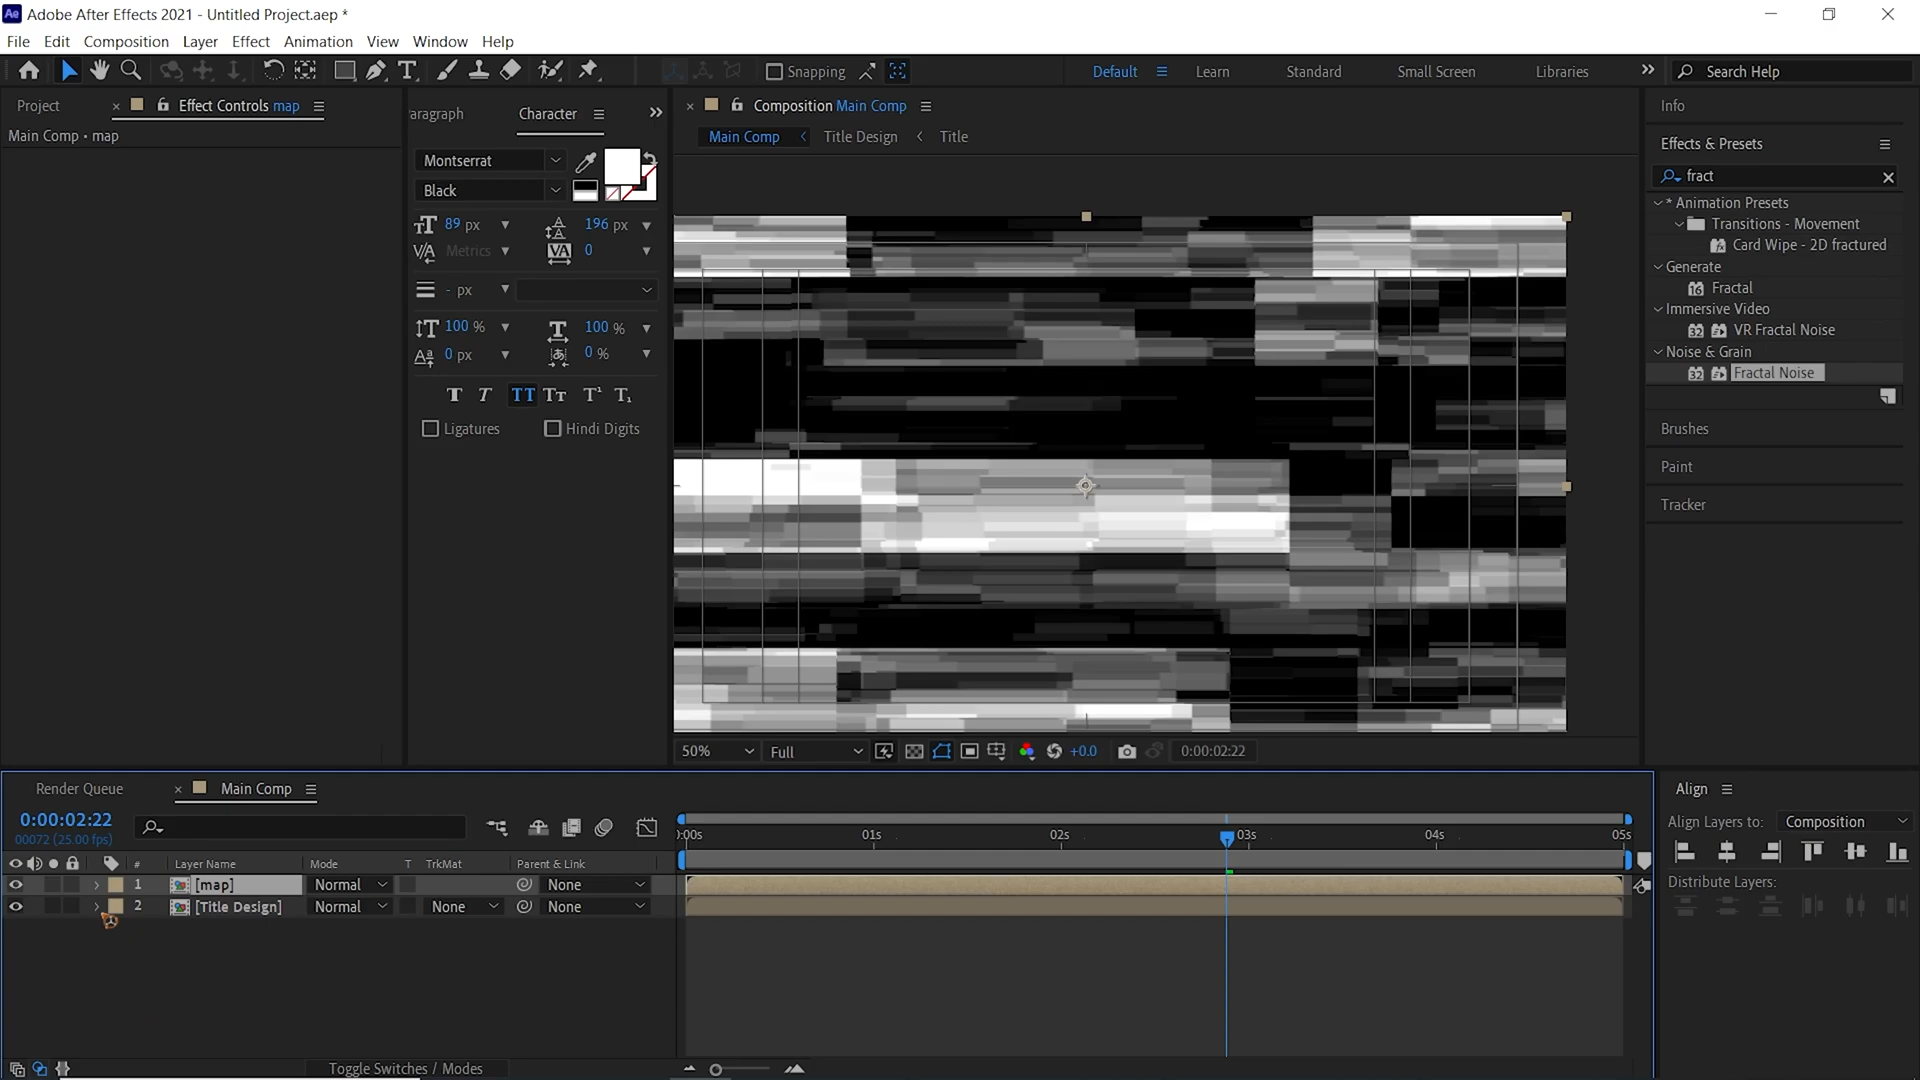 Adobe After Effects 2021 - Untitled Project.aep *
File Edit Composition Layer Effect Animation View Window Help
Snapping
Default Learn Standard Small Screen Libraries
Search Help
Project
Effect Controls map
Main Comp • map
aragraph
Character
Montserrat
Black
89 px
196 px
Metrics
0
- px
100 %
100 %
0 px
0 %
Ligatures
Hindi Digits
Composition Main Comp
Main Comp Title Design Title
50%
Full
+0.0
0:00:02:22
Info
Effects & Presets
fract
* Animation Presets
Transitions - Movement
Card Wipe - 2D fractured
Generate
16 Fractal
Immersive Video
32 VR Fractal Noise
Noise & Grain
32 Fractal Noise
Brushes
Paint
Tracker
Render Queue
Main Comp
0:00:02:22
00072 (25.00 fps)
# Layer Name Mode T TrkMat Parent & Link
1 [map] Normal None
2 [Title Design] Normal None None
Toggle Switches / Modes
):00s 01s 02s 03s 04s 05s
Align
Align Layers to: Composition
Distribute Layers: